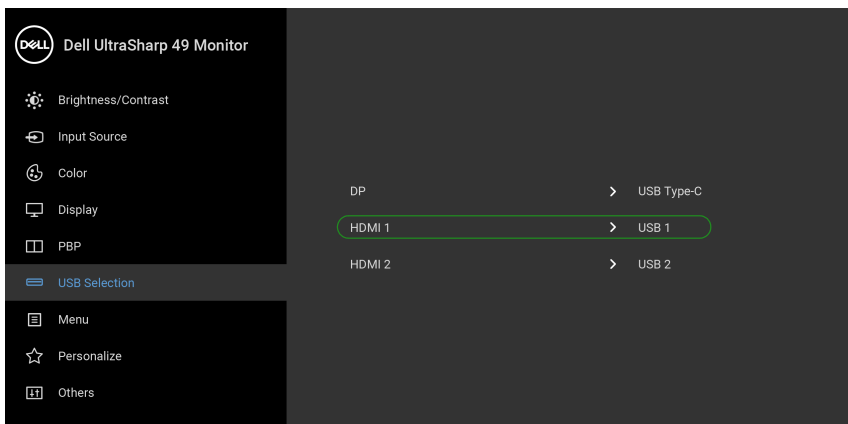 DELL
Dell UltraSharp 49 Monitor
Brightness/Contrast
Input Source
Color
Display
PBP
USB Selection
Menu
Personalize
Others
DP > USB Type-C
HDMI 1 > USB 1
HDMI 2 > USB 2